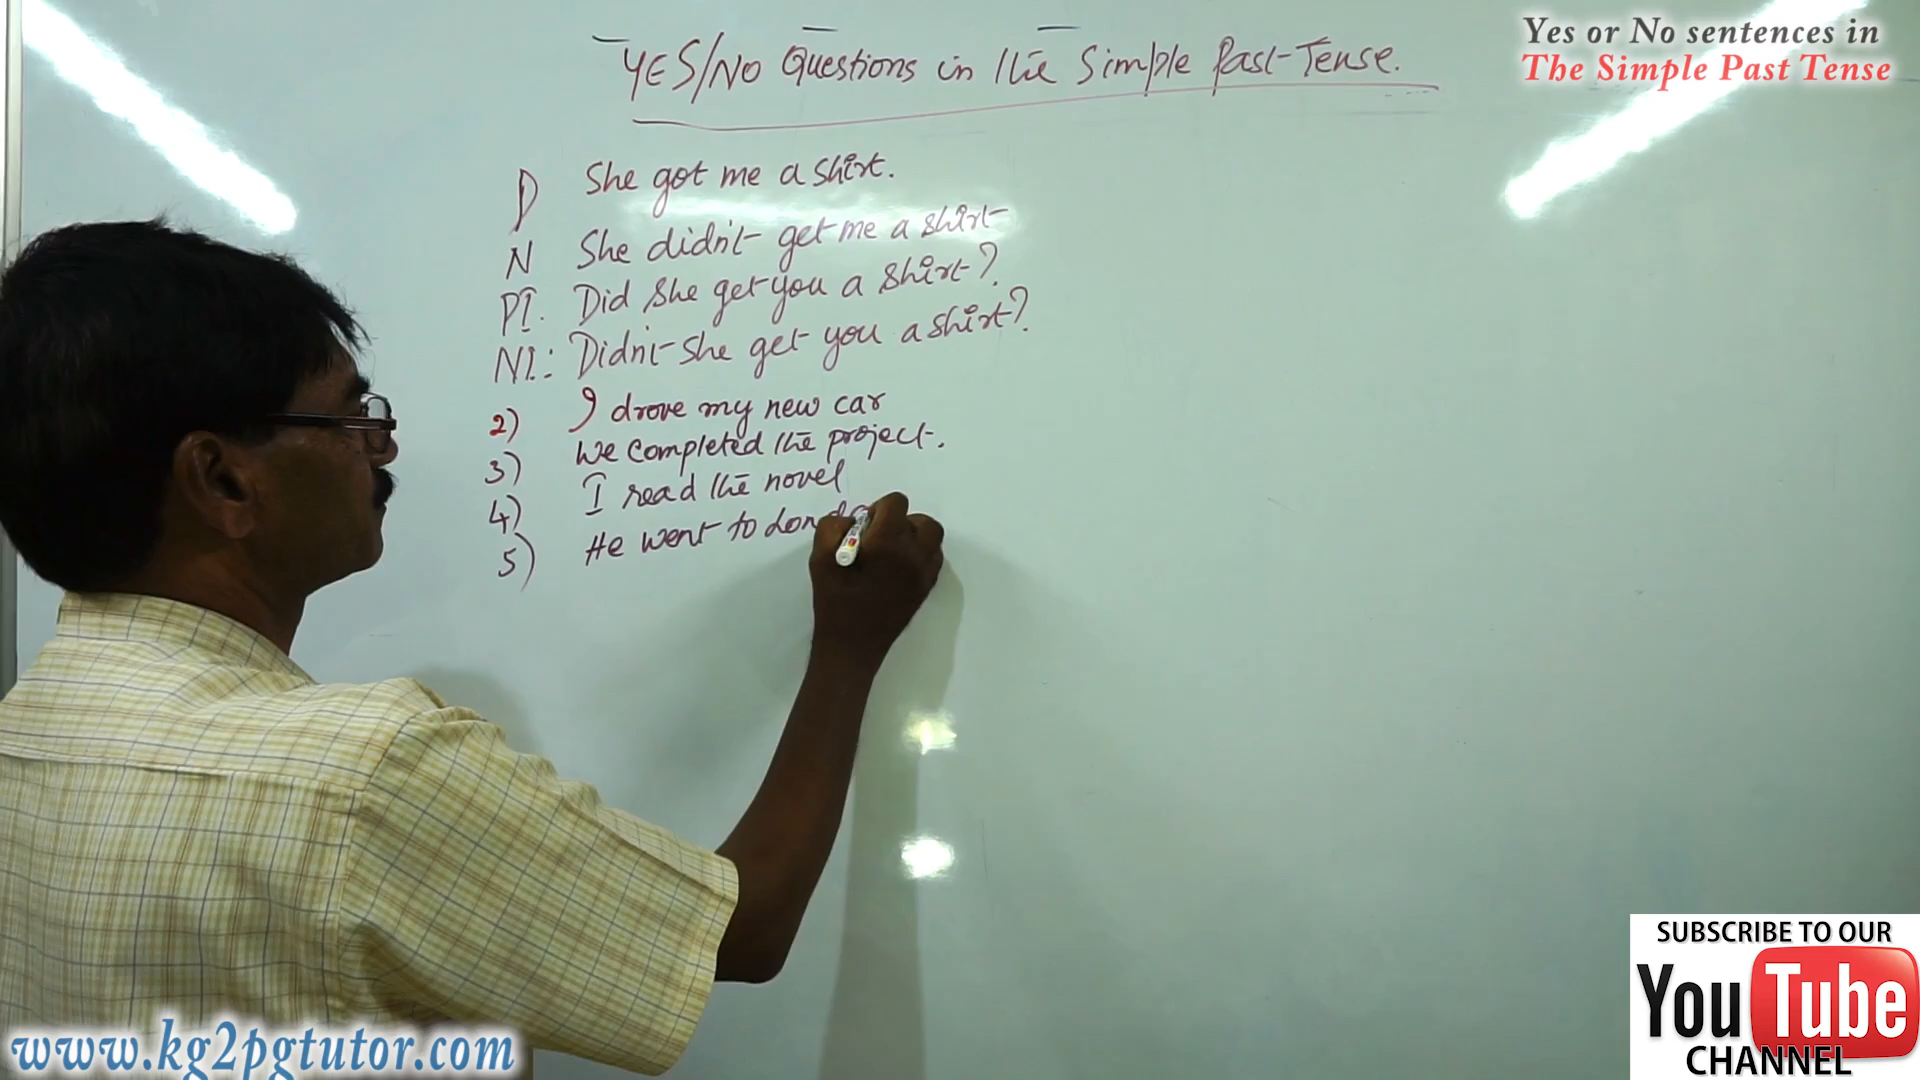 YES/NO Questions in the Simple Past Tense.
Yes or No sentences in
The Simple Past Tense
D She got me a shirt.
N She didn't get me a shirt
PI. Did she get you a shirt?
NI: Didn't she get you a shirt?
2) I drove my new car
3) We completed the project.
4) I read the novel
5) He went to
www.kg2pgtutor.com
SUBSCRIBE TO OUR
YouTube
CHANNEL